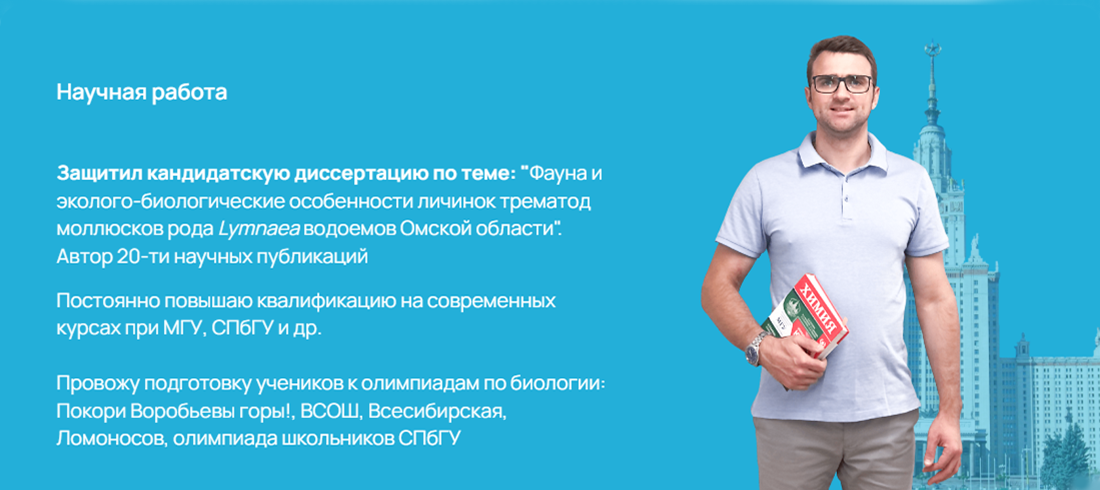 Научная работа
Защитил кандидатскую диссертацию по теме: "Фауна и
эколого-биологические особенности личинок трематод
моллюсков рода Lymnaea водоемов Омской области".
Автор 20-ти научных публикаций
Постоянно повышаю квалификацию на современных
курсах при МГУ, СПбГУ и др.
Провожу подготовку учеников к олимпиадам по биологии:
Покори Воробьевы горы!, ВСОШ, Всесибирская,
Ломоносов, олимпиада школьников СПбГУ
ХИМИЯ